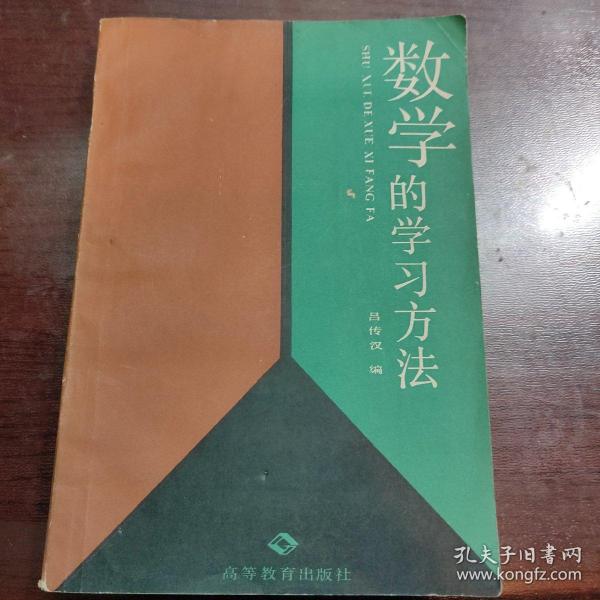 数学的学习方法
SHU XUE DE XUE XI FANG FA
吕传汉 编
高等教育出版社
孔夫子旧书网
www.kongfz.com